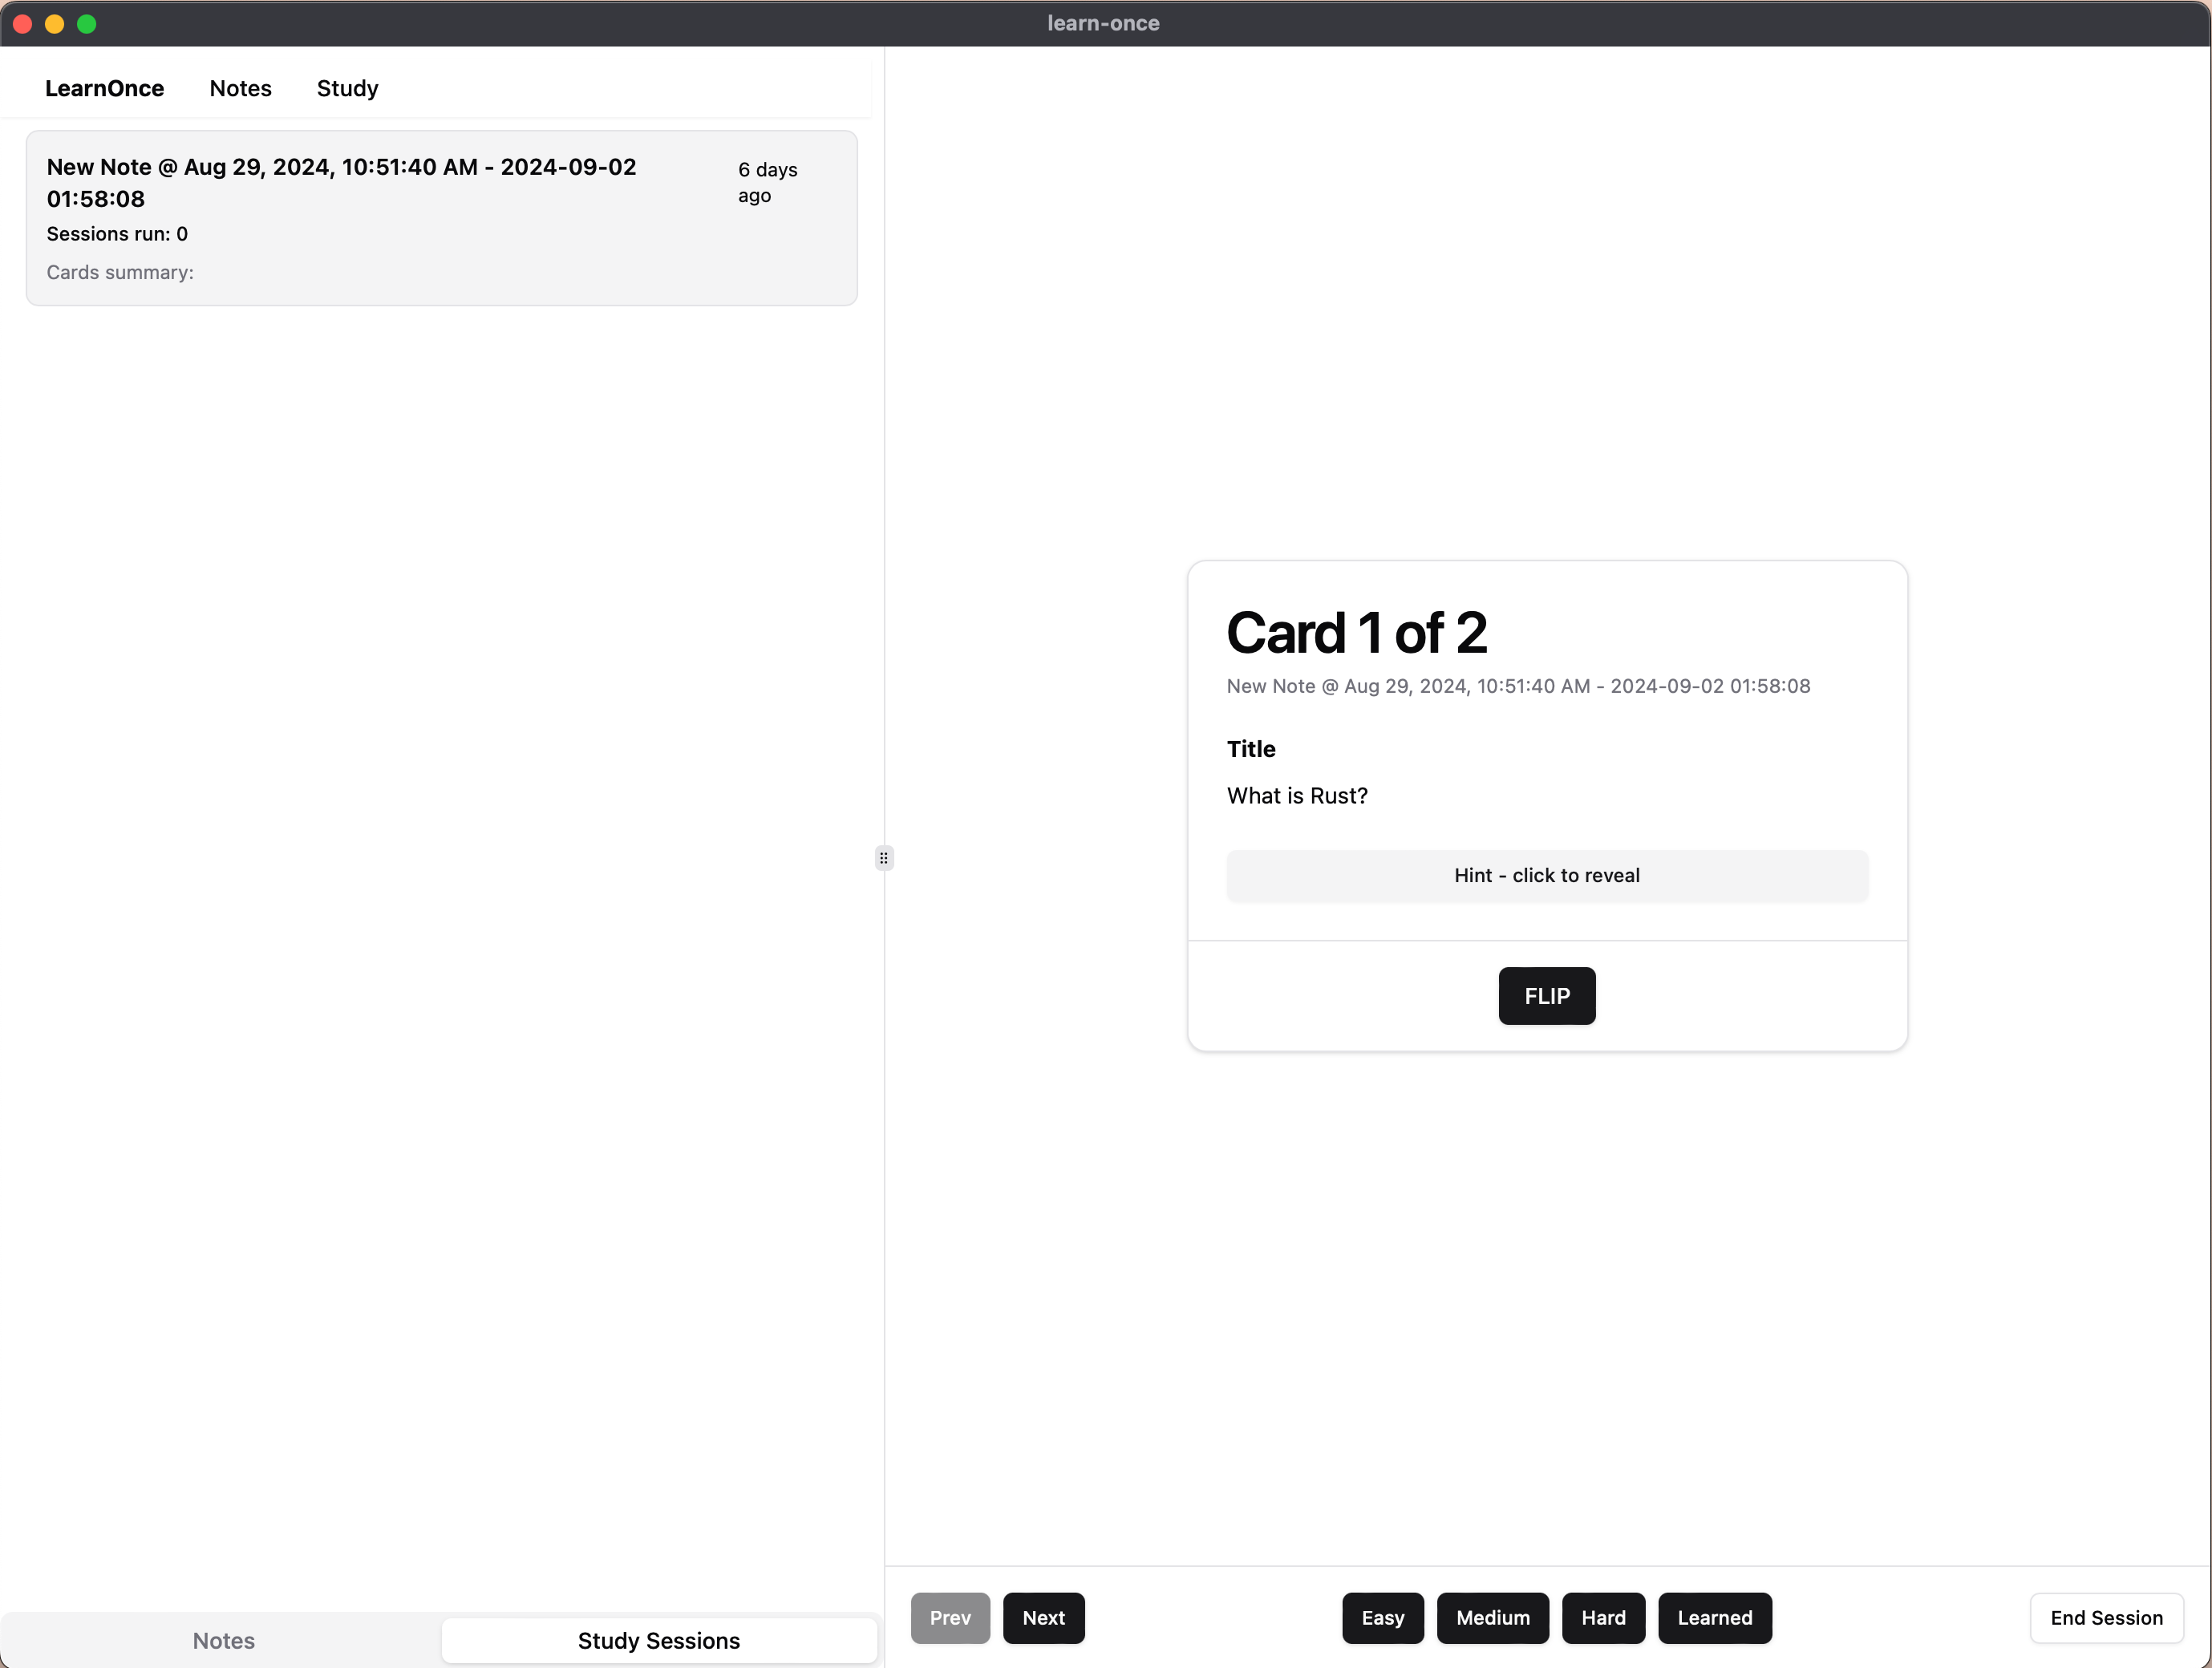 learn-once
LearnOnce Notes Study
New Note @ Aug 29, 2024, 10:51:40 AM - 2024-09-02
01:58:08
6 days
ago
Sessions run: 0
Cards summary:
Card 1 of 2
New Note @ Aug 29, 2024, 10:51:40 AM - 2024-09-02 01:58:08
Title
What is Rust?
Hint - click to reveal
FLIP
Notes Study Sessions
Prev Next Easy Medium Hard Learned End Session